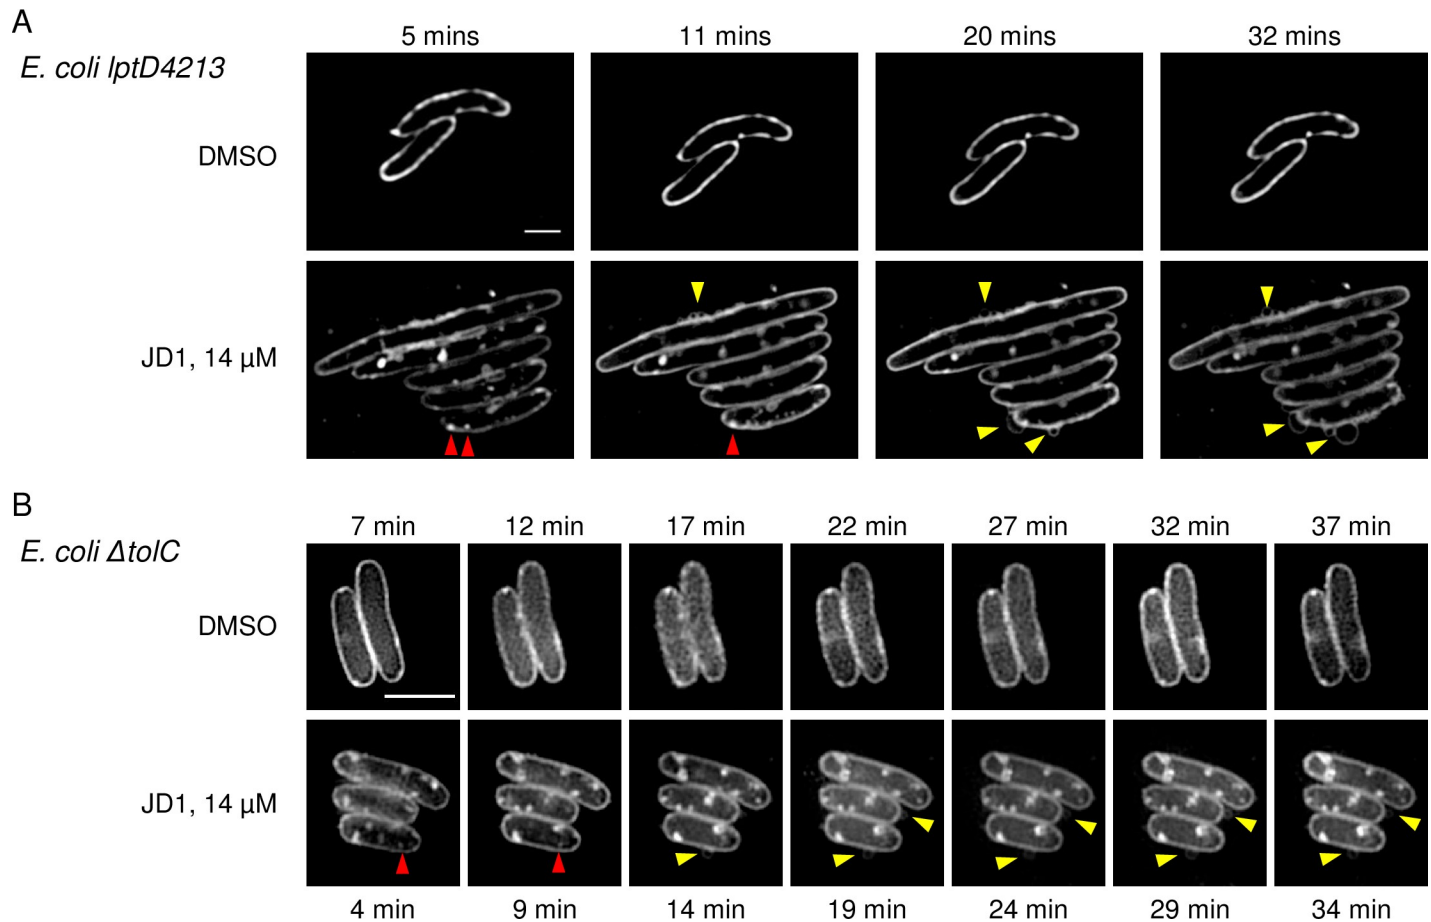 A
5 mins 11 mins 20 mins 32 mins
E. coli lptD4213
DMSO
JD1, 14 µM
B
7 min 12 min 17 min 22 min 27 min 32 min 37 min
E. coli ΔtolC
DMSO
JD1, 14 µM
4 min 9 min 14 min 19 min 24 min 29 min 34 min